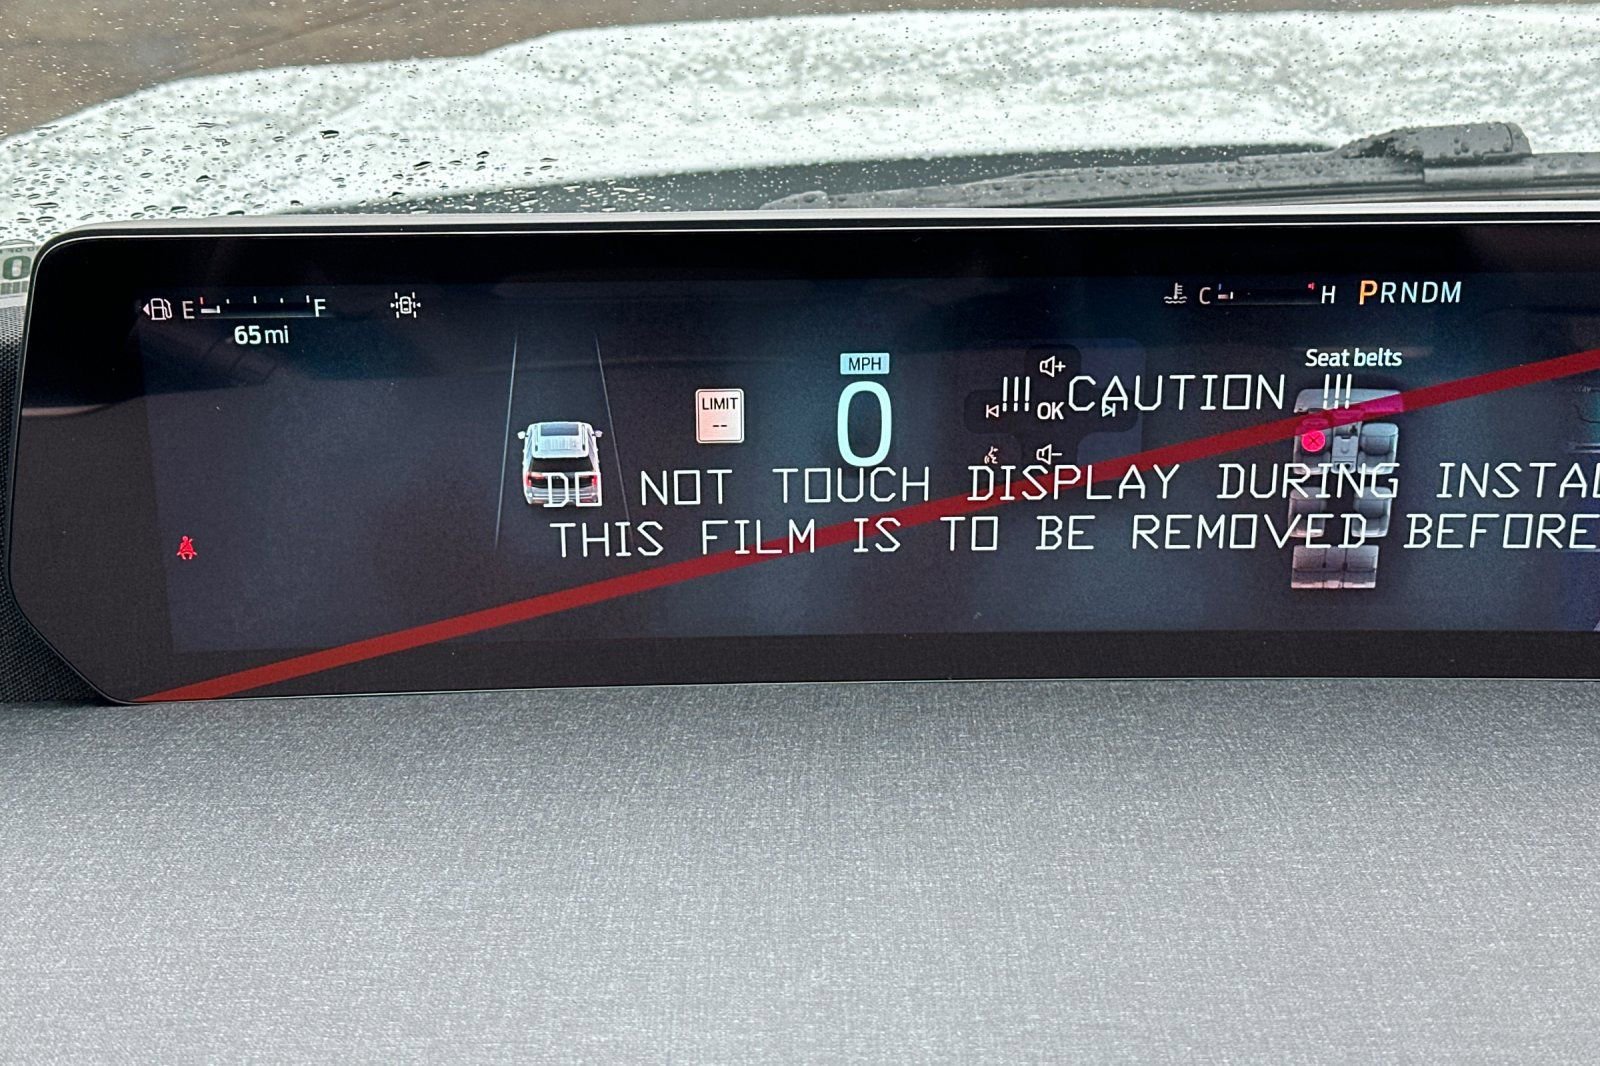 E F
65 mi
C H PRNDM
MPH
0
LIMIT
--
Seat belts
OK
!!! CAUTION !!!
DO NOT TOUCH DISPLAY DURING
THIS FILM IS TO BE REMOVED BEFORE